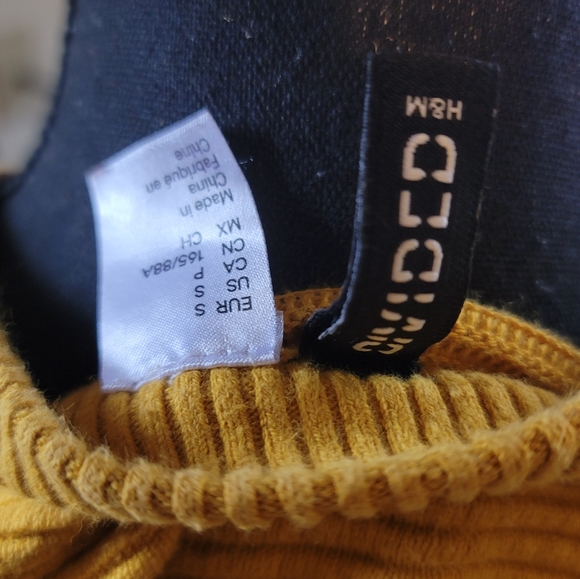 EUR S
US S
CA P
CN 165/88A
MX CH
Made in
China
Fabriqué en
Chine
DIVIDED
H&M